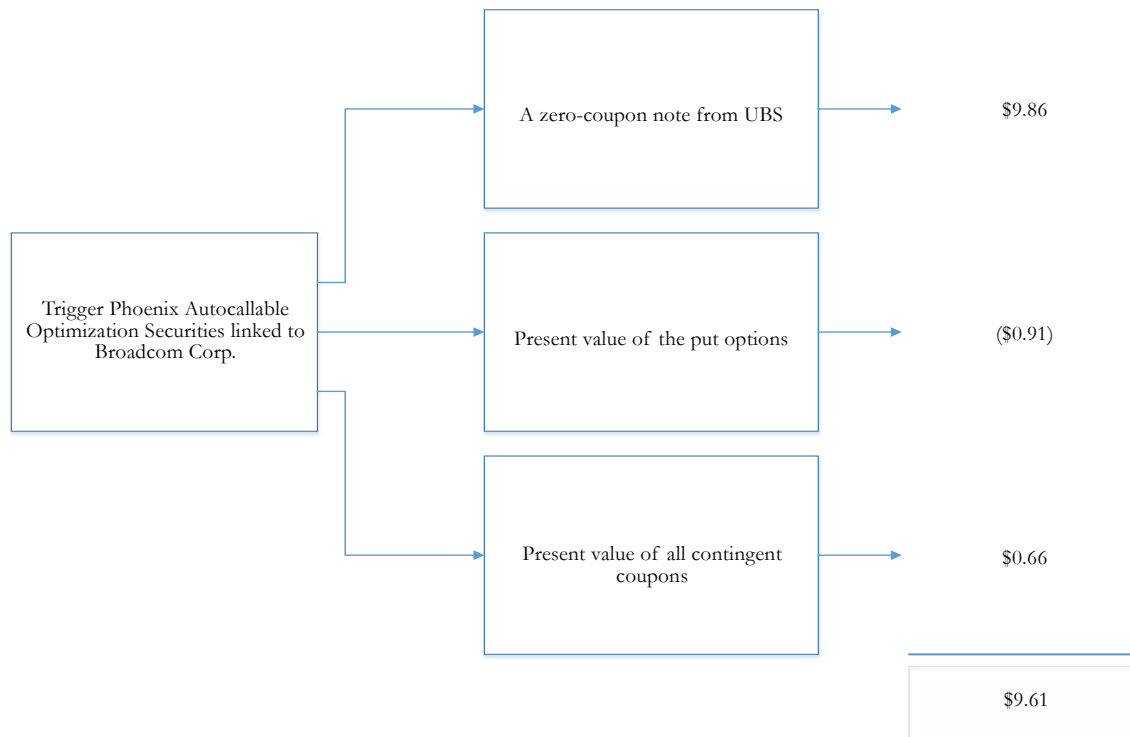 A zero-coupon note from UBS
$9.86
Trigger Phoenix Autocallable
Optimization Securities linked to
Broadcom Corp.
Present value of the put options
($0.91)
Present value of all contingent
coupons
$0.66
$9.61